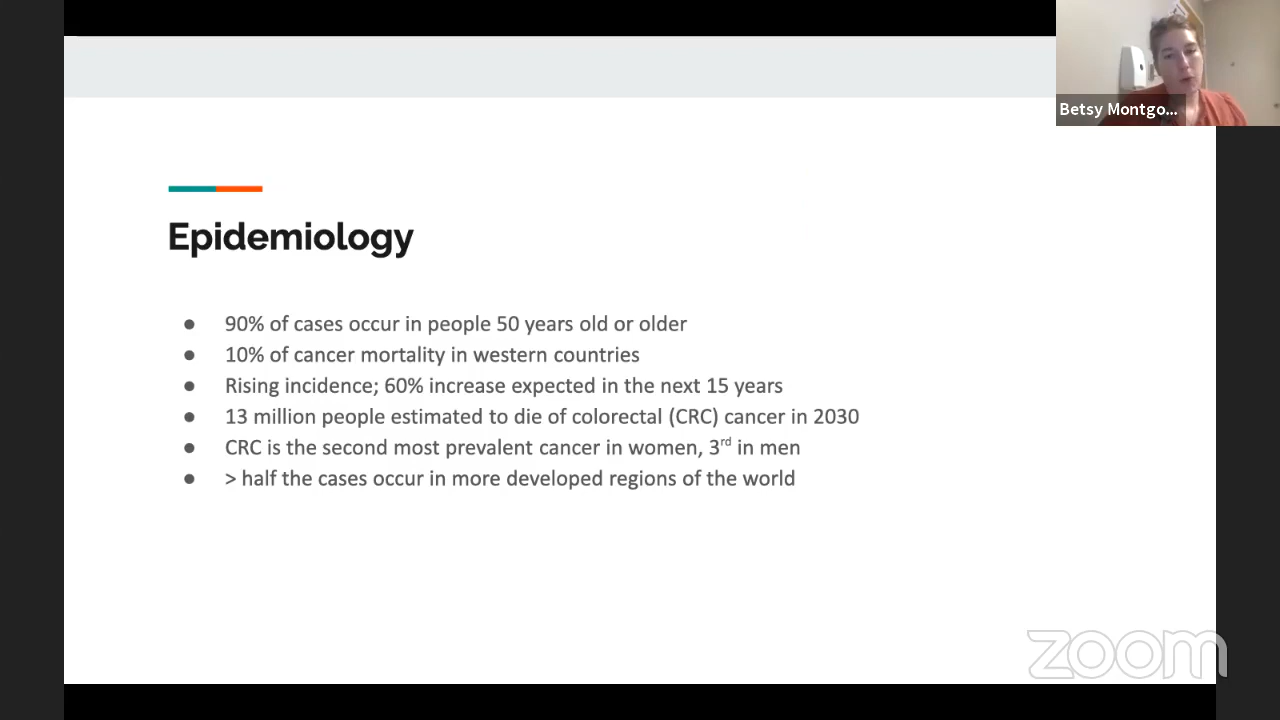 Betsy Montgo...
Epidemiology
● 90% of cases occur in people 50 years old or older
● 10% of cancer mortality in western countries
● Rising incidence; 60% increase expected in the next 15 years
● 13 million people estimated to die of colorectal (CRC) cancer in 2030
● CRC is the second most prevalent cancer in women, 3rd in men
● > half the cases occur in more developed regions of the world
zoom